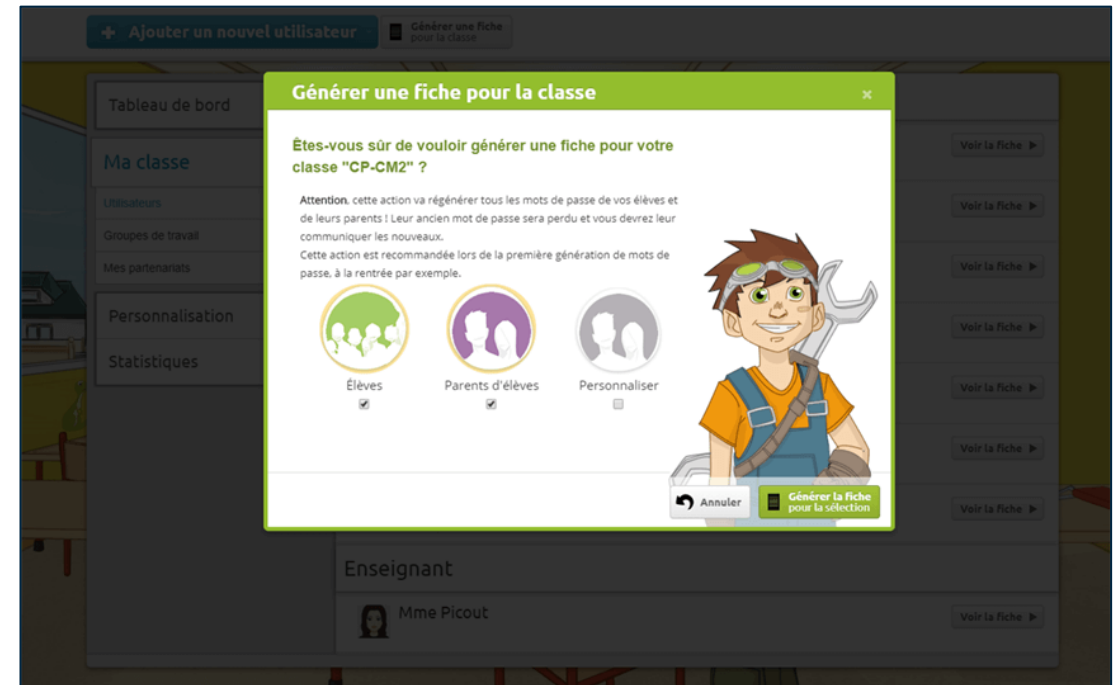 Ajouter un nouvel utilisateur
Générer une fiche
pour la classe
Tableau de bord
Ma classe
Utilisateurs
Groupes de travail
Mes partenariats
Personnalisation
Statistiques
Générer une fiche pour la classe
Êtes-vous sûr de vouloir générer une fiche pour votre
classe "CP-CM2" ?
Attention, cette action va régénérer tous les mots de passe de vos élèves et
de leurs parents ! Leur ancien mot de passe sera perdu et vous devrez leur
communiquer les nouveaux.
Cette action est recommandée lors de la première génération de mots de
passe, à la rentrée par exemple.
Élèves
Parents d'élèves
Personnaliser
Annuler
Générer la fiche
pour la sélection
Voir la fiche
Voir la fiche
Voir la fiche
Voir la fiche
Voir la fiche
Voir la fiche
Voir la fiche
Enseignant
Mme Picout
Voir la fiche